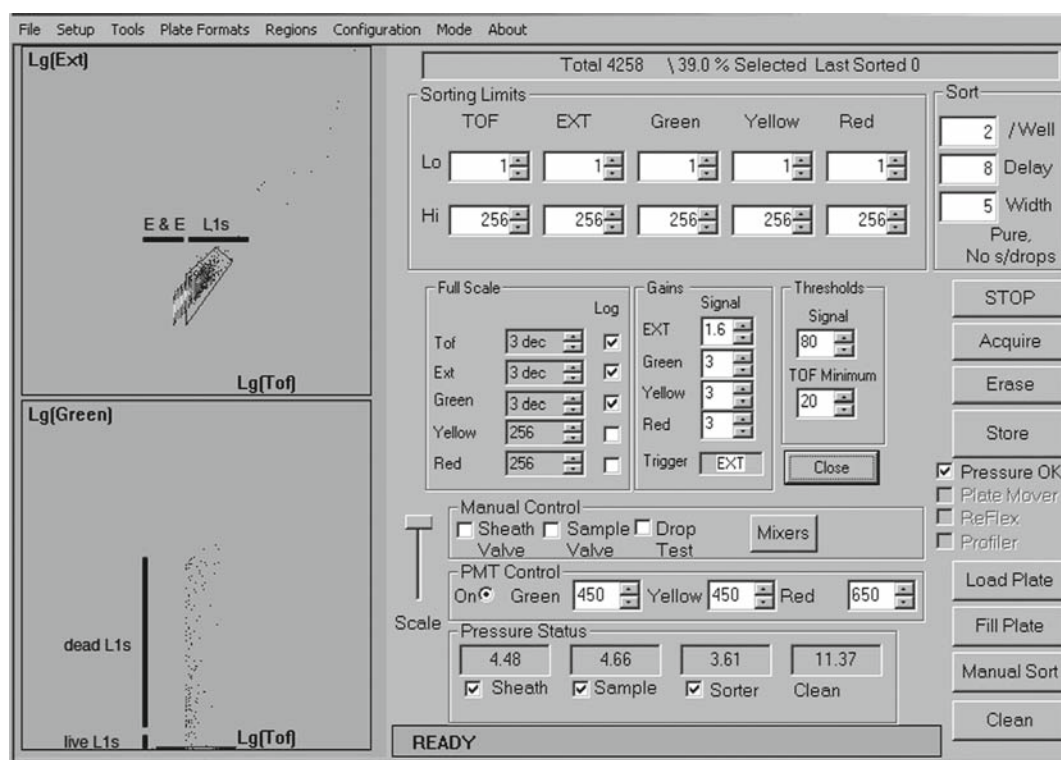 File Setup Tools Plate Formats Regions Configuration Mode About
Lg(Ext)
E & E L1s
Lg(Tof)
Lg(Green)
dead L1s
live L1s
Lg(Tof)
Total 4258 \ 39.0 % Selected Last Sorted 0
Sorting Limits
TOF EXT Green Yellow Red
Lo 1 1 1 1 1
Hi 256 256 256 256 256
Sort
2 /Well
8 Delay
5 Width
Pure,
No s/drops
Full Scale
Log
Tof 3 dec
Ext 3 dec
Green 3 dec
Yellow 256
Red 256
Gains
Signal
EXT 1.6
Green 3
Yellow 3
Red 3
Trigger EXT
Thresholds
Signal
80
TOF Minimum
20
Close
STOP
Acquire
Erase
Store
Pressure OK
Plate Mover
ReFlex
Profiler
Load Plate
Fill Plate
Manual Sort
Clean
Scale
Manual Control
Sheath Valve Sample Valve Drop Test Mixers
PMT Control
On Green 450 Yellow 450 Red 650
Pressure Status
4.48 4.66 3.61 11.37
Sheath Sample Sorter Clean
READY